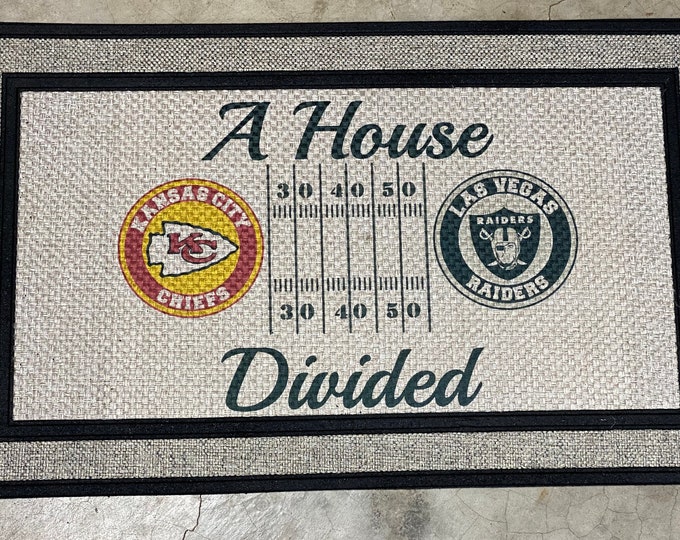 A House
30 40 50
KANSAS CITY
KC
CHIEFS
LAS VEGAS
RAIDERS
RAIDERS
30 40 50
Divided